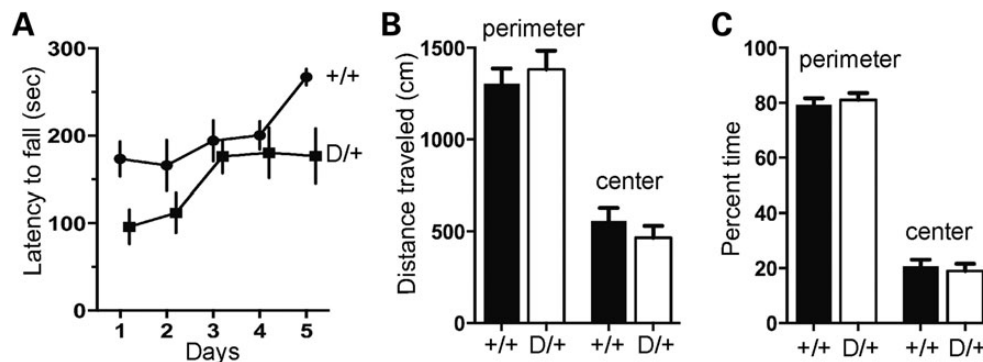 A
Latency to fall (sec)
300
200
100
0
1 2 3 4 5
Days
+/+
D/+
B
Distance traveled (cm)
1500
1000
500
0
perimeter
center
+/+ D/+ +/+ D/+
C
Percent time
100
80
60
40
20
0
perimeter
center
+/+ D/+ +/+ D/+